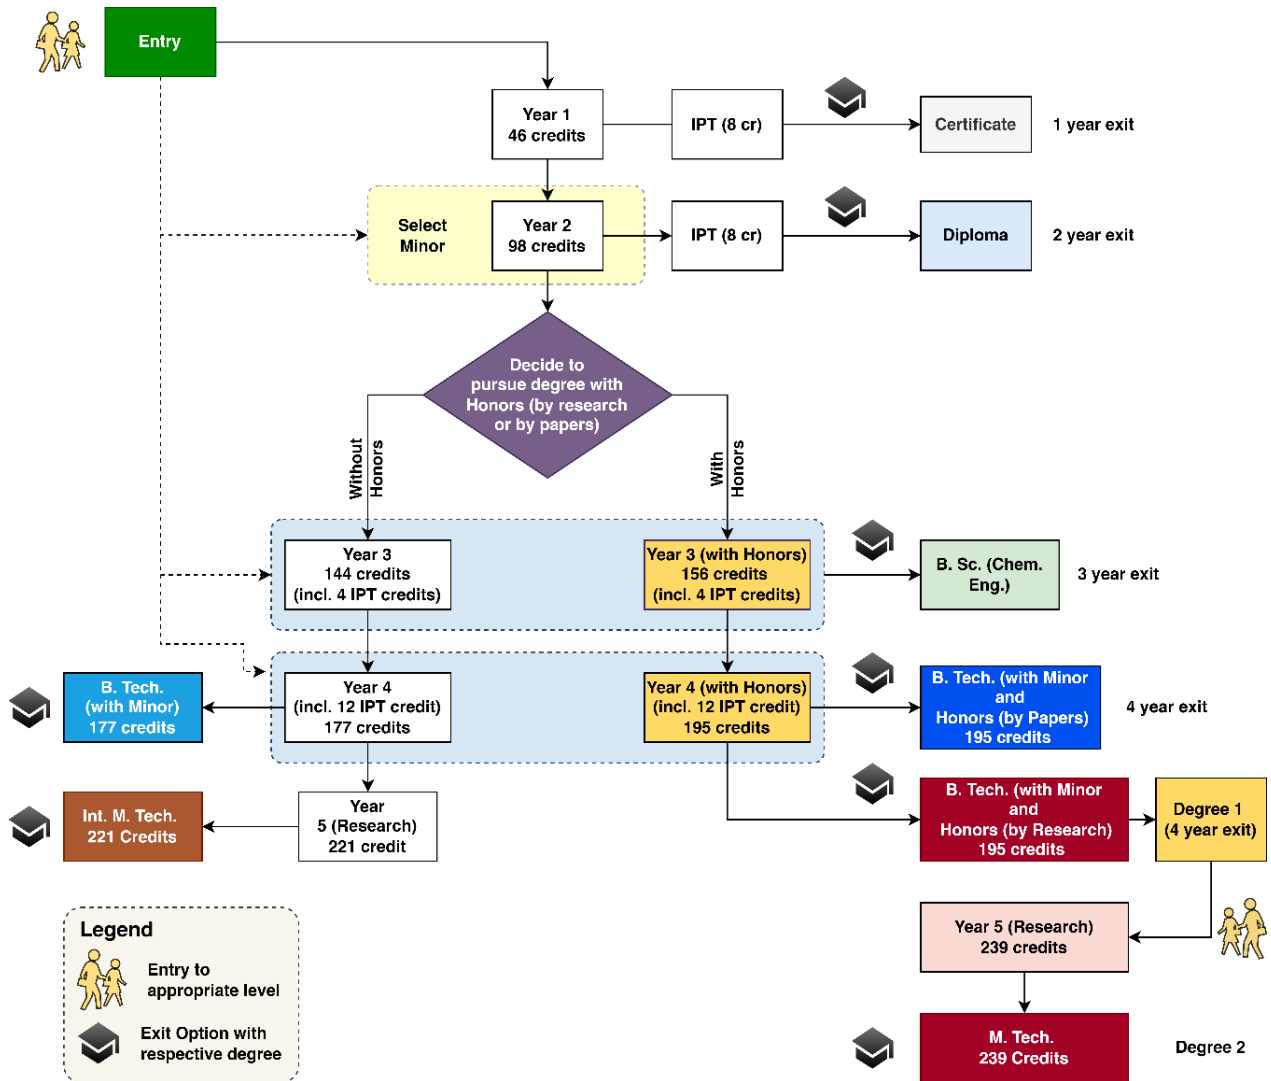 Entry
Year 1
46 credits
IPT (8 cr)
Certificate
1 year exit
Select
Minor
Year 2
98 credits
IPT (8 cr)
Diploma
2 year exit
Decide to
pursue degree with
Honors (by research
or by papers)
Without
Honors
With
Honors
Year 3
144 credits
(incl. 4 IPT credits)
Year 3 (with Honors)
156 credits
(incl. 4 IPT credits)
B. Sc. (Chem.
Eng.)
3 year exit
B. Tech.
(with Minor)
177 credits
Year 4
(incl. 12 IPT credit)
177 credits
Year 4 (with Honors)
(incl. 12 IPT credit)
195 credits
B. Tech. (with Minor
and
Honors (by Papers)
195 credits
4 year exit
Int. M. Tech.
221 Credits
Year
5 (Research)
221 credit
B. Tech. (with Minor
and
Honors (by Research)
195 credits
Degree 1
(4 year exit)
Legend
Entry to
appropriate level
Exit Option with
respective degree
Year 5 (Research)
239 credits
M. Tech.
239 Credits
Degree 2